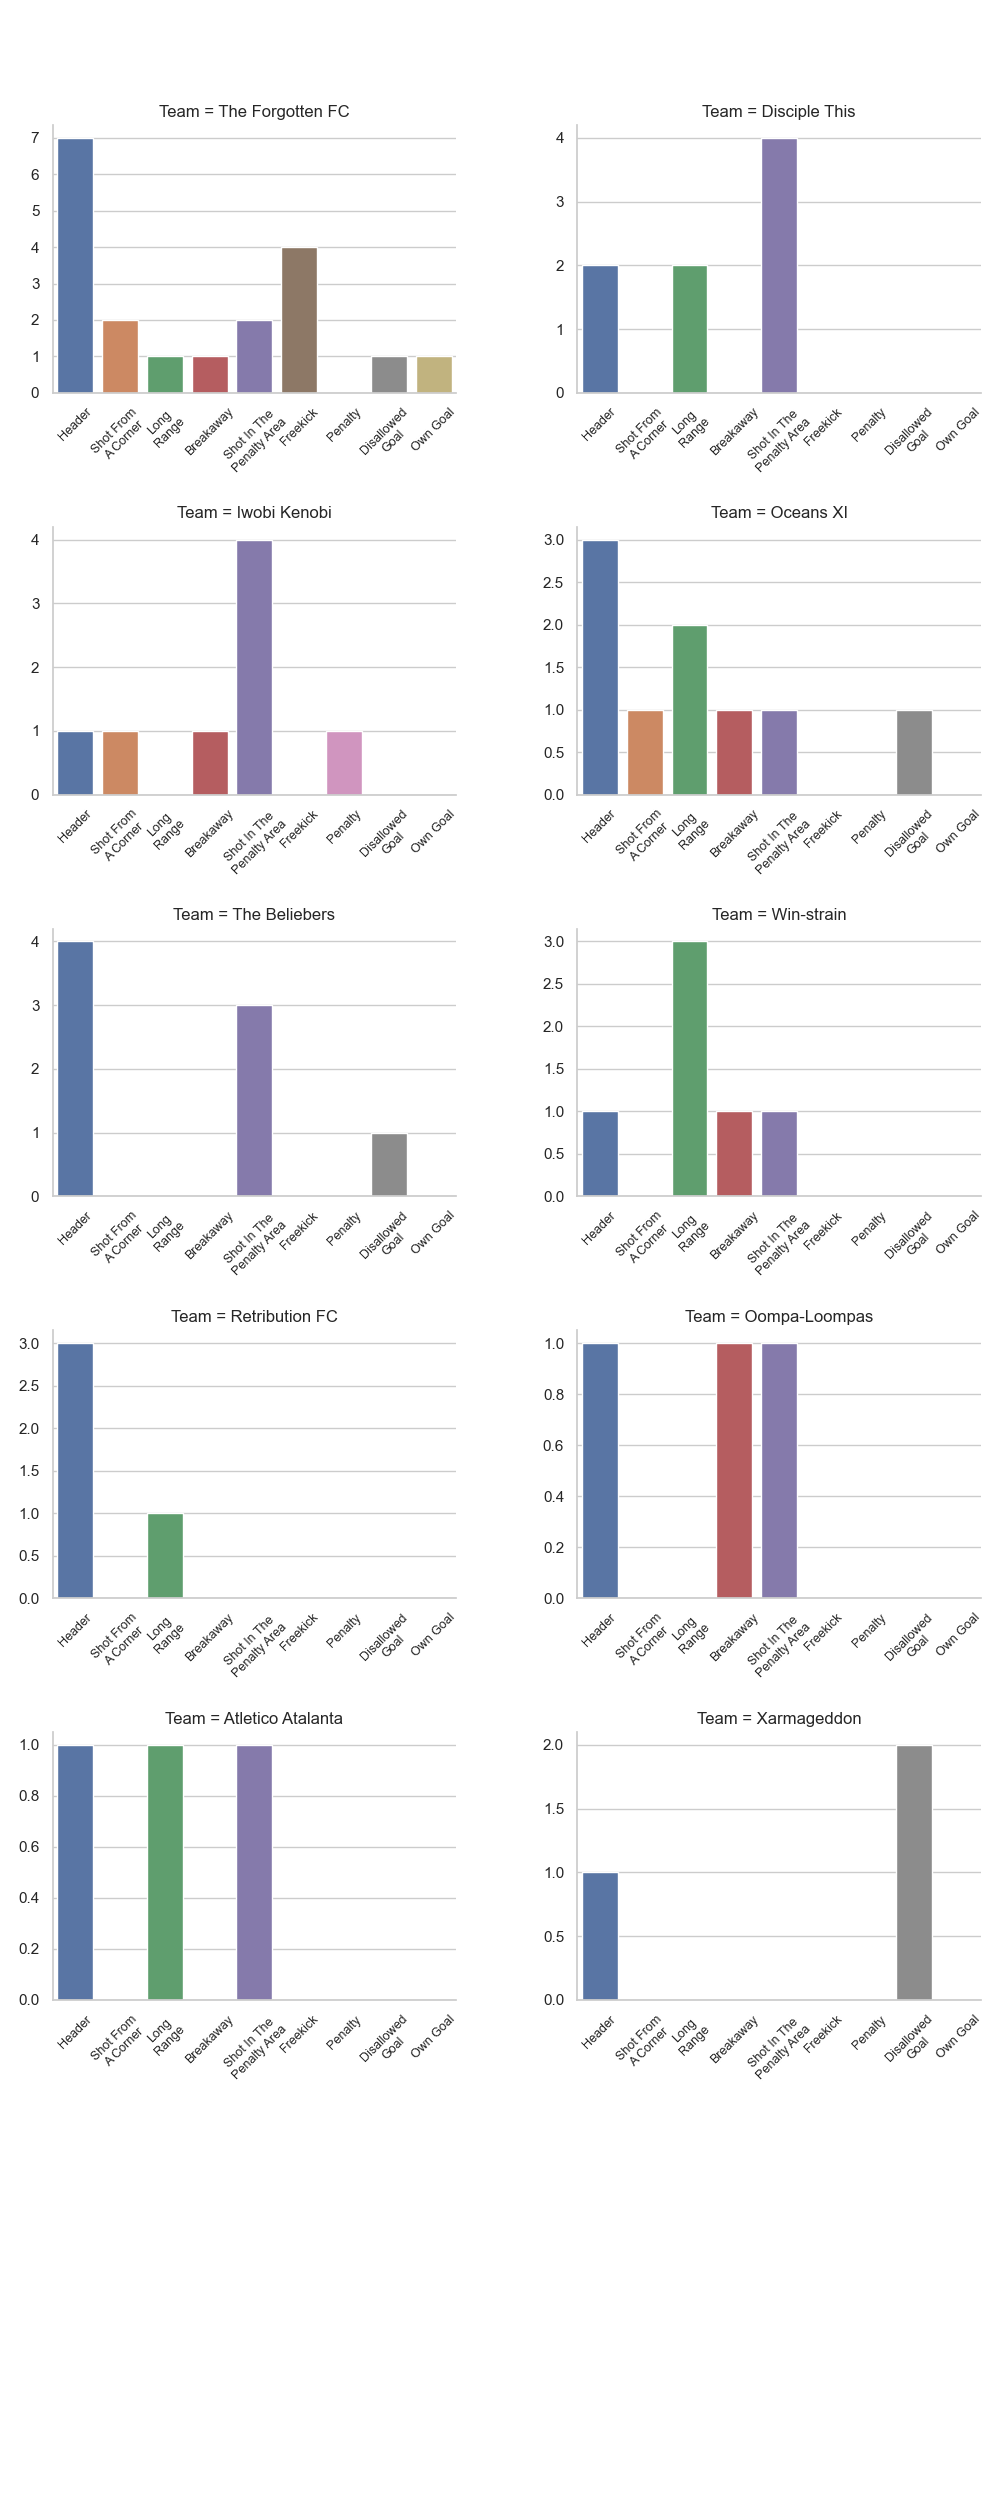 Team = The Forgotten FC
7
6
5
4
3
2
1
0
Header
Shot From
A Corner
Long
Range
Breakaway
Shot In The
Penalty Area
Freekick
Penalty
Disallowed
Goal
Own Goal
Team = Disciple This
4
3
2
1
0
Header
Shot From
A Corner
Long
Range
Breakaway
Shot In The
Penalty Area
Freekick
Penalty
Disallowed
Goal
Own Goal
Team = Iwobi Kenobi
4
3
2
1
0
Header
Shot From
A Corner
Long
Range
Breakaway
Shot In The
Penalty Area
Freekick
Penalty
Disallowed
Goal
Own Goal
Team = Oceans XI
3.0
2.5
2.0
1.5
1.0
0.5
0.0
Header
Shot From
A Corner
Long
Range
Breakaway
Shot In The
Penalty Area
Freekick
Penalty
Disallowed
Goal
Own Goal
Team = The Beliebers
4
3
2
1
0
Header
Shot From
A Corner
Long
Range
Breakaway
Shot In The
Penalty Area
Freekick
Penalty
Disallowed
Goal
Own Goal
Team = Win-strain
3.0
2.5
2.0
1.5
1.0
0.5
0.0
Header
Shot From
A Corner
Long
Range
Breakaway
Shot In The
Penalty Area
Freekick
Penalty
Disallowed
Goal
Own Goal
Team = Retribution FC
3.0
2.5
2.0
1.5
1.0
0.5
0.0
Header
Shot From
A Corner
Long
Range
Breakaway
Shot In The
Penalty Area
Freekick
Penalty
Disallowed
Goal
Own Goal
Team = Oompa-Loompas
1.0
0.8
0.6
0.4
0.2
0.0
Header
Shot From
A Corner
Long
Range
Breakaway
Shot In The
Penalty Area
Freekick
Penalty
Disallowed
Goal
Own Goal
Team = Atletico Atalanta
1.0
0.8
0.6
0.4
0.2
0.0
Header
Shot From
A Corner
Long
Range
Breakaway
Shot In The
Penalty Area
Freekick
Penalty
Disallowed
Goal
Own Goal
Team = Xarmageddon
2.0
1.5
1.0
0.5
0.0
Header
Shot From
A Corner
Long
Range
Breakaway
Shot In The
Penalty Area
Freekick
Penalty
Disallowed
Goal
Own Goal